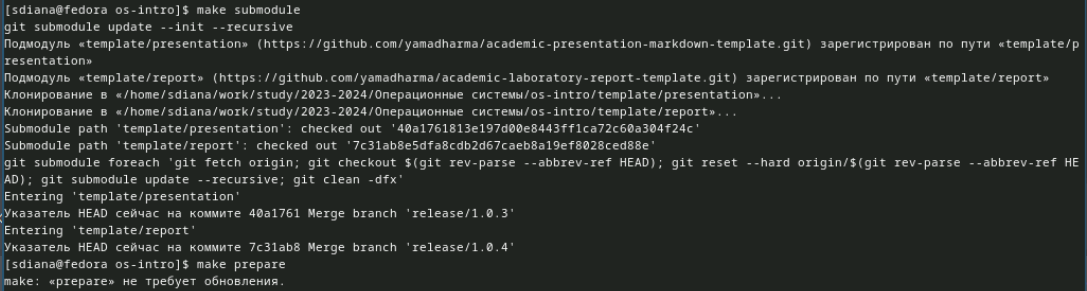 [sdiana@fedora os-intro]$ make submodule
git submodule update --init --recursive
Подмодуль «template/presentation» (https://github.com/yamadharma/academic-presentation-markdown-template.git) зарегистрирован по пути «template/p
resentation»
Подмодуль «template/report» (https://github.com/yamadharma/academic-laboratory-report-template.git) зарегистрирован по пути «template/report»
Клонирование в «/home/sdiana/work/study/2023-2024/Операционные системы/os-intro/template/presentation»...
Клонирование в «/home/sdiana/work/study/2023-2024/Операционные системы/os-intro/template/report»...
Submodule path 'template/presentation': checked out '40a1761813e197d00e8443ff1ca72c60a304f24c'
Submodule path 'template/report': checked out '7c31ab8e5dfa8cdb2d67caeb8a19ef8028ced88e'
git submodule foreach 'git fetch origin; git checkout $(git rev-parse --abbrev-ref HEAD); git reset --hard origin/$(git rev-parse --abbrev-ref HE
AD); git submodule update --recursive; git clean -dfx'
Entering 'template/presentation'
Указатель HEAD сейчас на коммите 40a1761 Merge branch 'release/1.0.3'
Entering 'template/report'
Указатель HEAD сейчас на коммите 7c31ab8 Merge branch 'release/1.0.4'
[sdiana@fedora os-intro]$ make prepare
make: «prepare» не требует обновления.